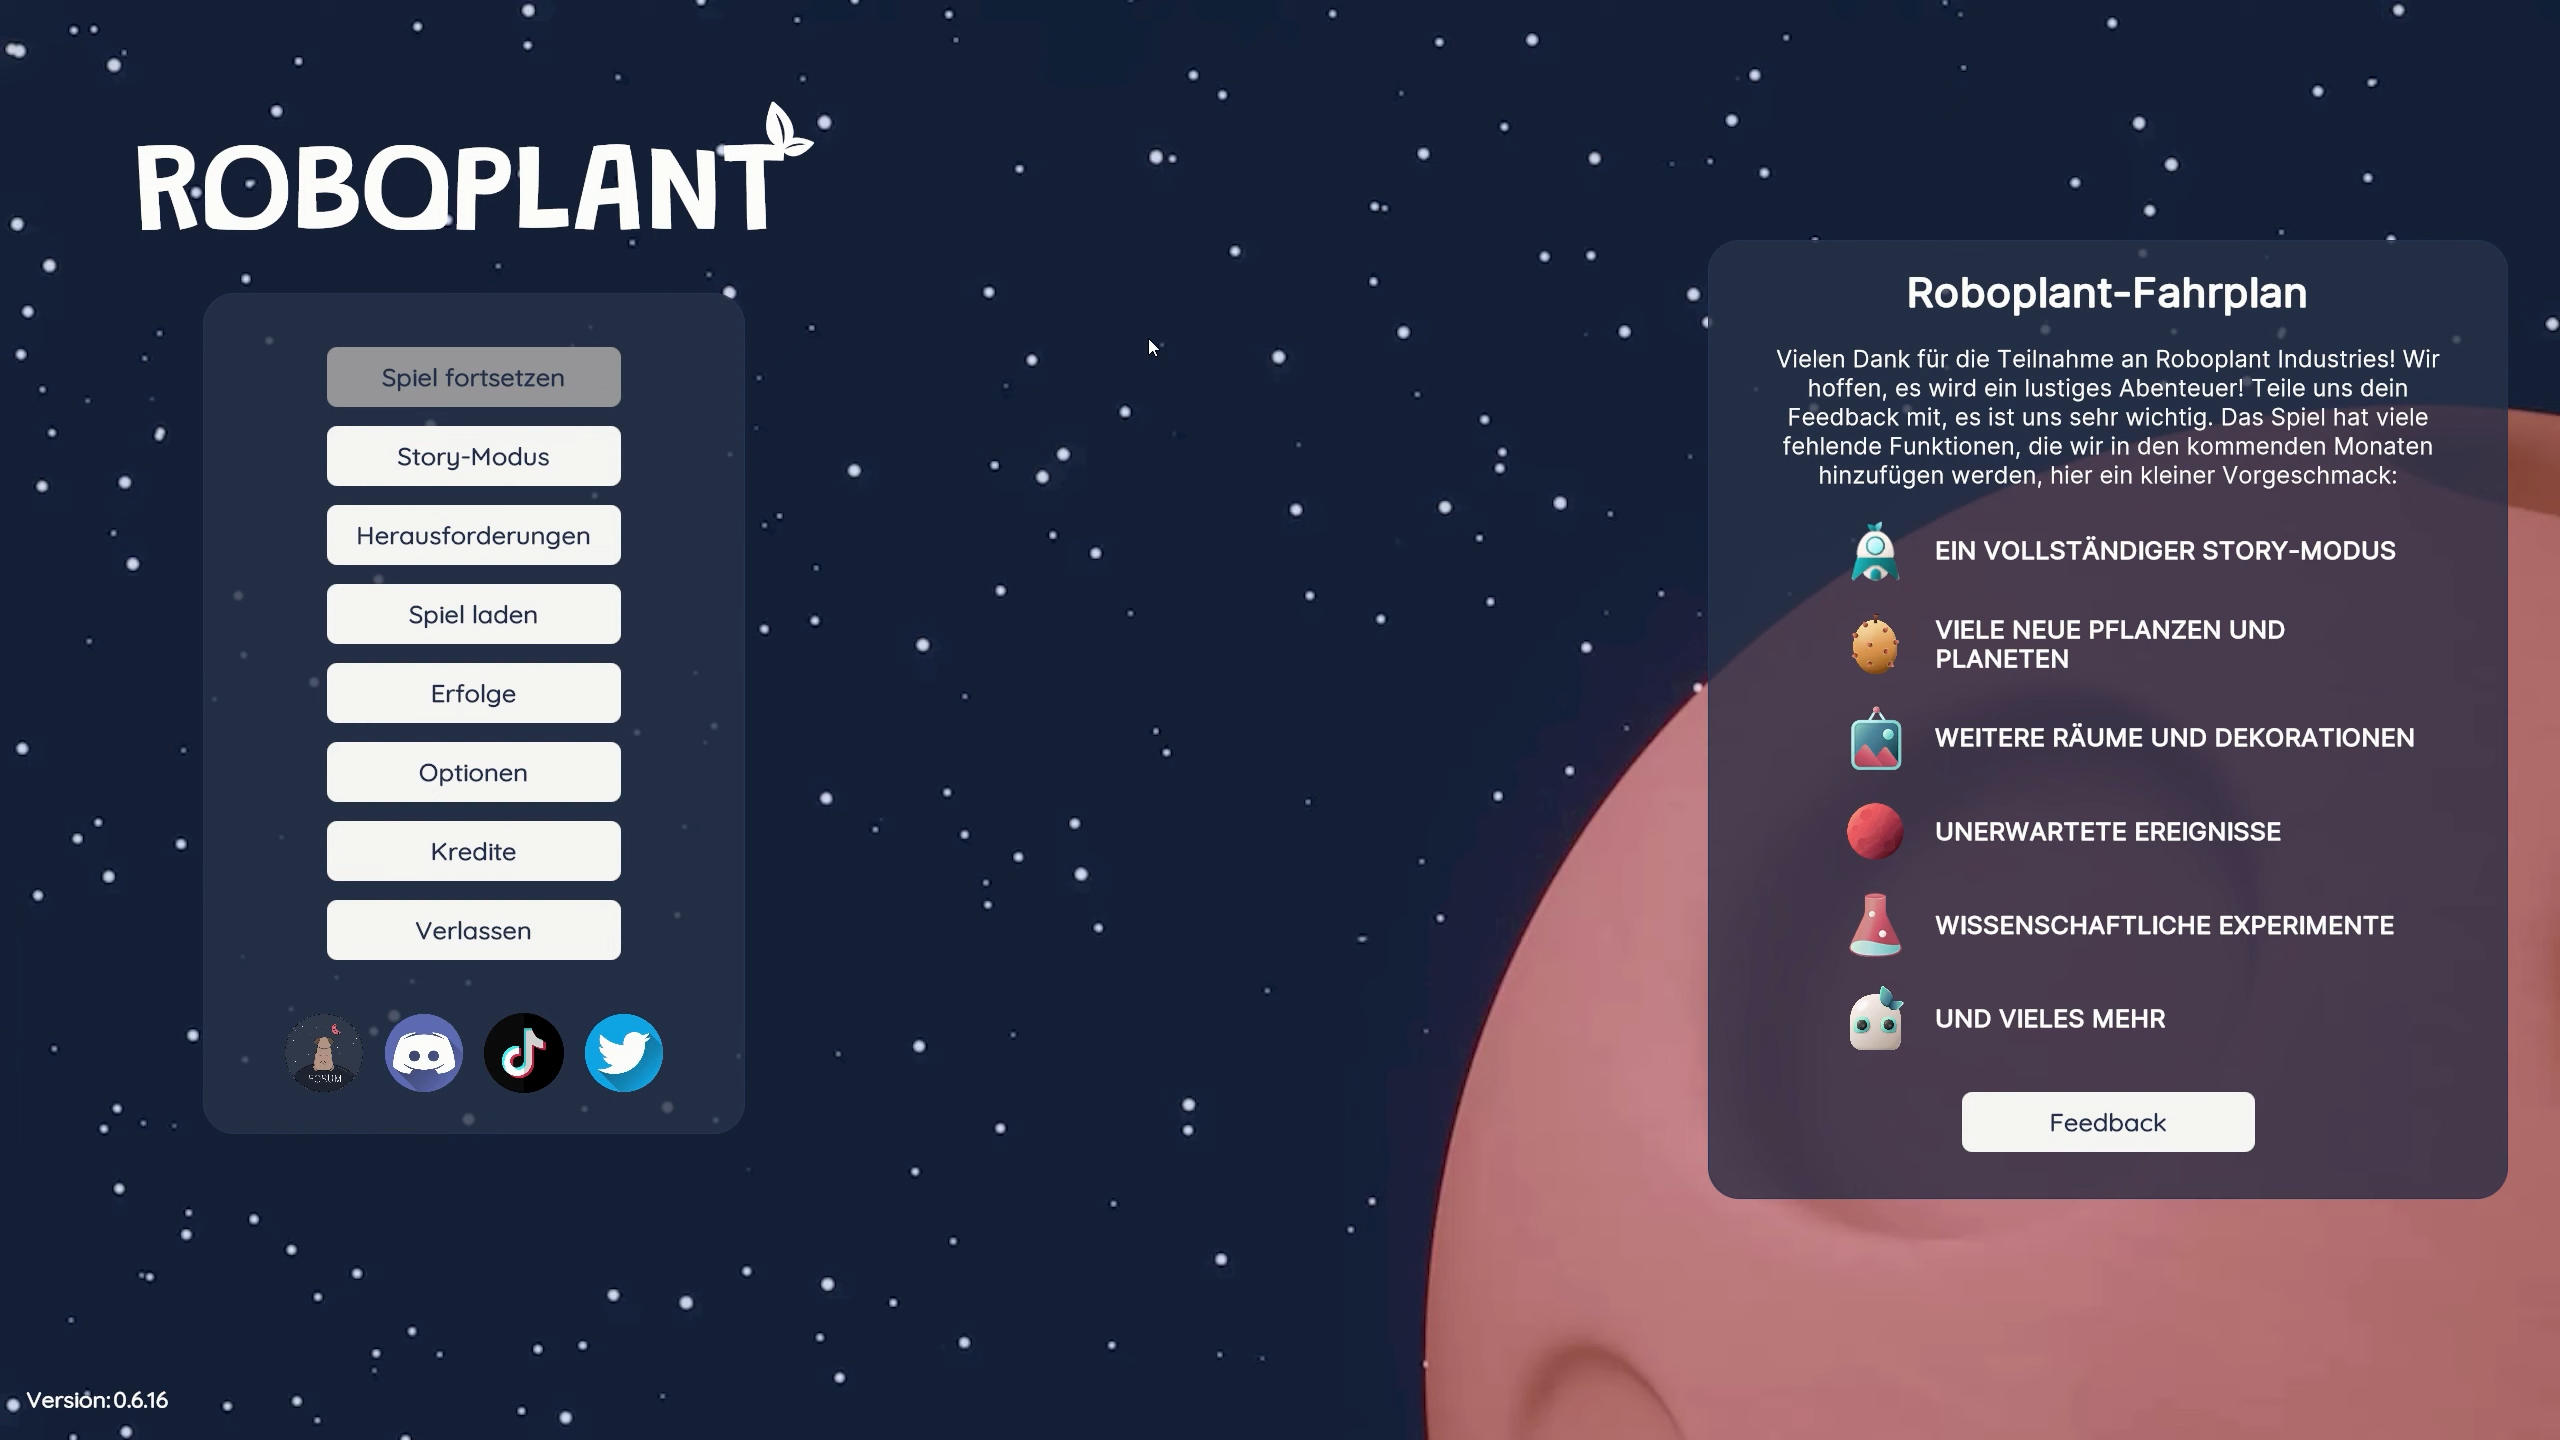 ROBOPLANT
Spiel fortsetzen
Story-Modus
Herausforderungen
Spiel laden
Erfolge
Optionen
Kredite
Verlassen
FORUM
Version: 0.6.16
Roboplant-Fahrplan
Vielen Dank für die Teilnahme an Roboplant Industries! Wir
hoffen, es wird ein lustiges Abenteuer! Teile uns dein
Feedback mit, es ist uns sehr wichtig. Das Spiel hat viele
fehlende Funktionen, die wir in den kommenden Monaten
hinzufügen werden, hier ein kleiner Vorgeschmack:
EIN VOLLSTÄNDIGER STORY-MODUS
VIELE NEUE PFLANZEN UND
PLANETEN
WEITERE RÄUME UND DEKORATIONEN
UNERWARTETE EREIGNISSE
WISSENSCHAFTLICHE EXPERIMENTE
UND VIELES MEHR
Feedback